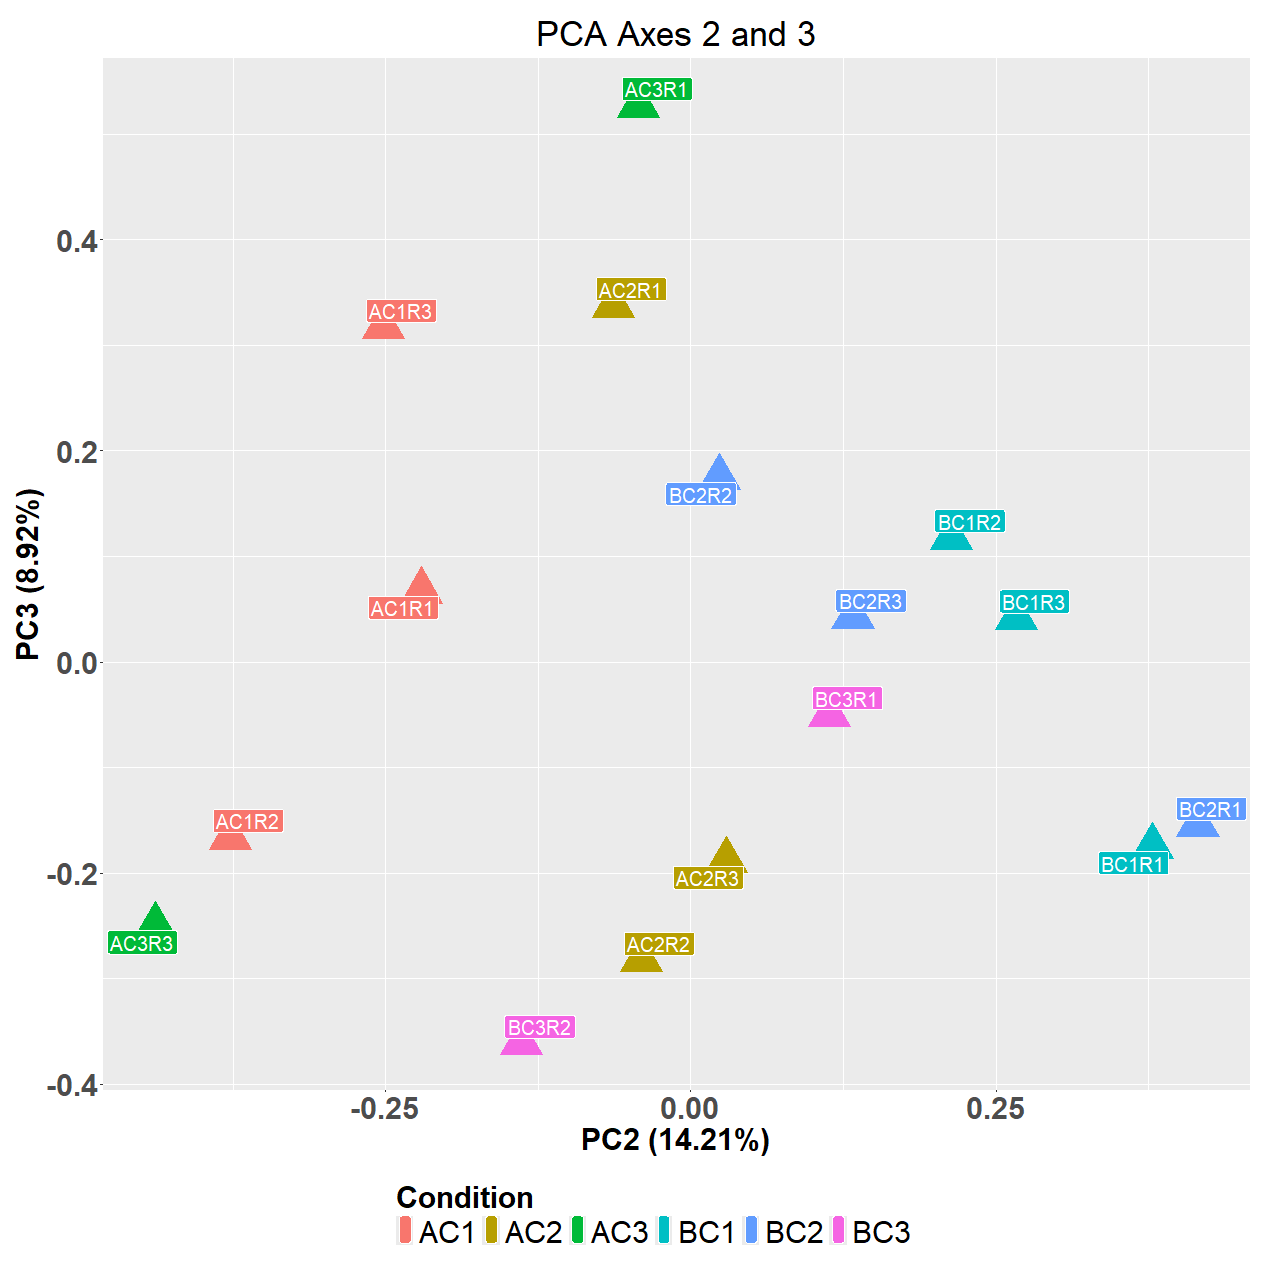 PCA Axes 2 and 3
AC3R1
0.4
AC2R1
AC1R3
0.2
BC2R2
BC1R2
BC2R3
BC1R3
AC1R1
PC3 (8.92%)
0.0
BC3R1
BC2R1
AC1R2
BC1R1
-0.2
AC2R3
AC3R3
AC2R2
BC3R2
-0.4
-0.25 0.00 0.25
PC2 (14.21%)
Condition
AC1 AC2 AC3 BC1 BC2 BC3